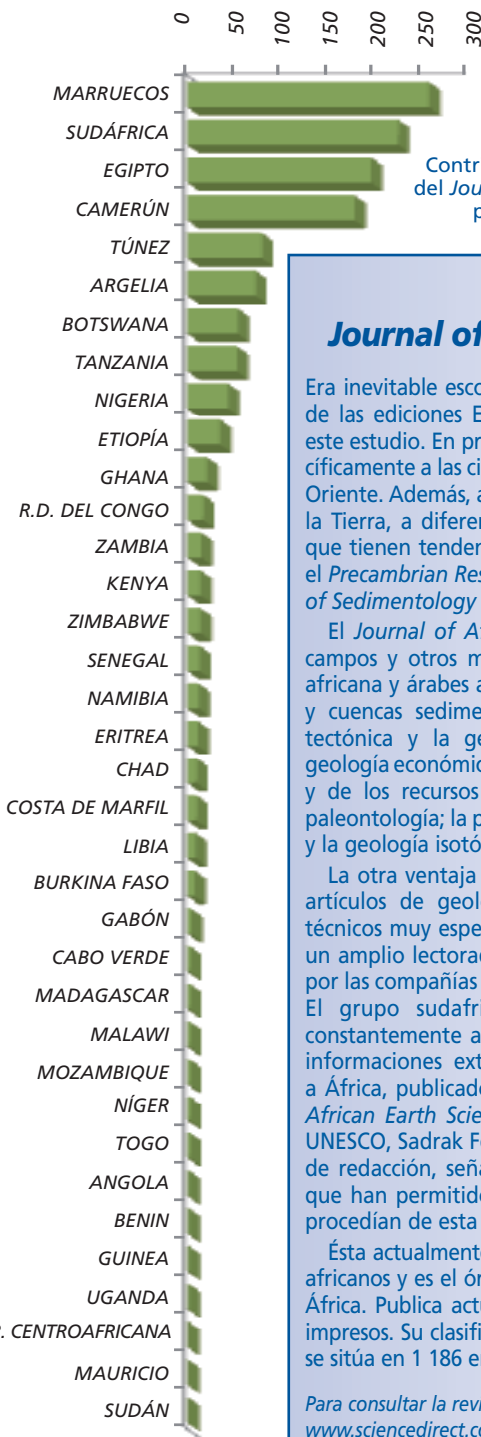 0 50 100 150 200 250 300
MARRUECOS
SUDÁFRICA
EGIPTO
CAMERÚN
TÚNEZ
ARGELIA
BOTSWANA
TANZANIA
NIGERIA
ETIOPÍA
GHANA
R.D. DEL CONGO
ZAMBIA
KENYA
ZIMBABWE
SENEGAL
NAMIBIA
ERITREA
CHAD
COSTA DE MARFIL
LIBIA
BURKINA FASO
GABÓN
CABO VERDE
MADAGASCAR
MALAWI
MOZAMBIQUE
NÍGER
TOGO
ANGOLA
BENIN
GUINEA
UGANDA
. CENTROAFRICANA
MAURICIO
SUDÁN
Contr
del Jou
p
Journal of
Era inevitable esco
de las ediciones E
este estudio. En pr
cíficamente a las ci
Oriente. Además, a
la Tierra, a diferen
que tienen tenden
el Precambrian Res
of Sedimentology
El Journal of Af
campos y otros m
africana y árabes a
y cuencas sedime
tectónica y la ge
geología económic
y de los recursos
paleontología; la p
y la geología isotó
La otra ventaja
artículos de geol
técnicos muy espe
un amplio lectorad
por las compañías
El grupo sudafri
constantemente a
informaciones ext
a África, publicado
African Earth Scie
UNESCO, Sadrak F
de redacción, seña
que han permitido
procedían de esta
Ésta actualmente
africanos y es el ór
África. Publica actu
impresos. Su clasifi
se sitúa en 1 186 e
Para consultar la revi
www.sciencedirect.co